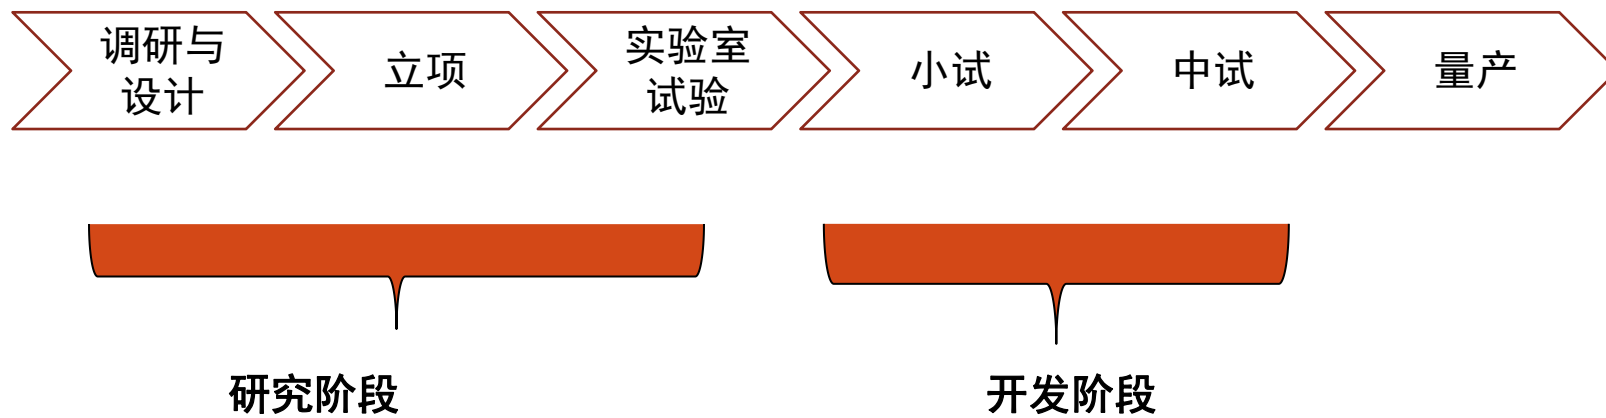 调研与
设计
立项
实验室
试验
小试
中试
量产
研究阶段
开发阶段